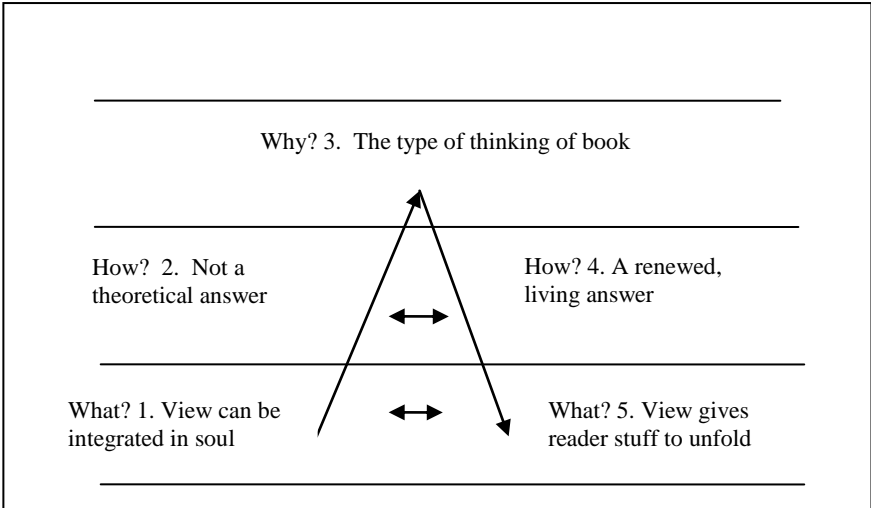 Why? 3. The type of thinking of book
How? 2. Not a
theoretical answer
How? 4. A renewed,
living answer
What? 1. View can be
integrated in soul
What? 5. View gives
reader stuff to unfold